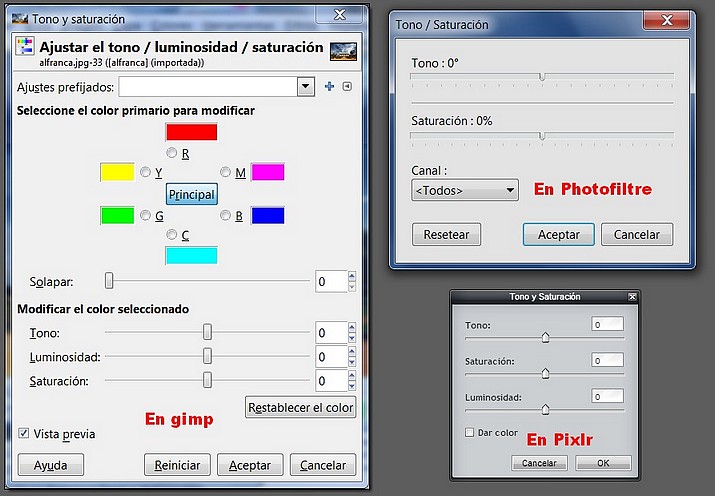 Tono y saturación
Ajustar el tono / luminosidad / saturación
alfranca.jpg-33 ([alfranca] (importada))
Ajustes prefijados:
Seleccione el color primario para modificar
R
Y
M
Principal
G
B
C
Solapar:
0
Modificar el color seleccionado
Tono:
0
Luminosidad:
0
Saturación:
0
Restablecer el color
En gimp
Vista previa
Ayuda
Reiniciar
Aceptar
Cancelar
Tono / Saturación
Tono : 0°
Saturación : 0%
Canal :
<Todos>
En Photofiltre
Resetear
Aceptar
Cancelar
Tono y Saturación
Tono:
0
Saturación:
0
Luminosidad:
0
Dar color
En Pixlr
Cancelar
OK